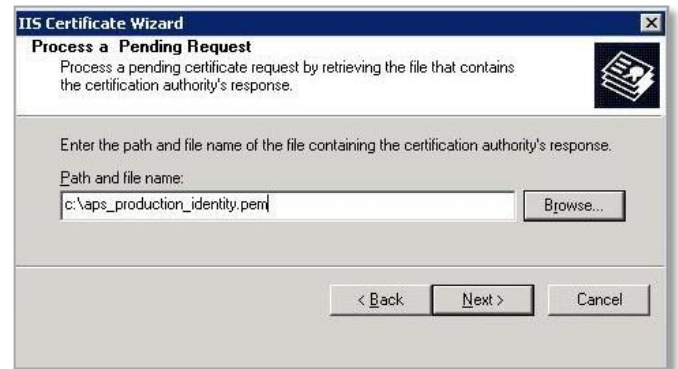 IIS Certificate Wizard
Process a Pending Request
Process a pending certificate request by retrieving the file that contains
the certification authority's response.
Enter the path and file name of the file containing the certification authority's response.
Path and file name:
c:\aps_production_identity.pem
Browse...
< Back
Next >
Cancel